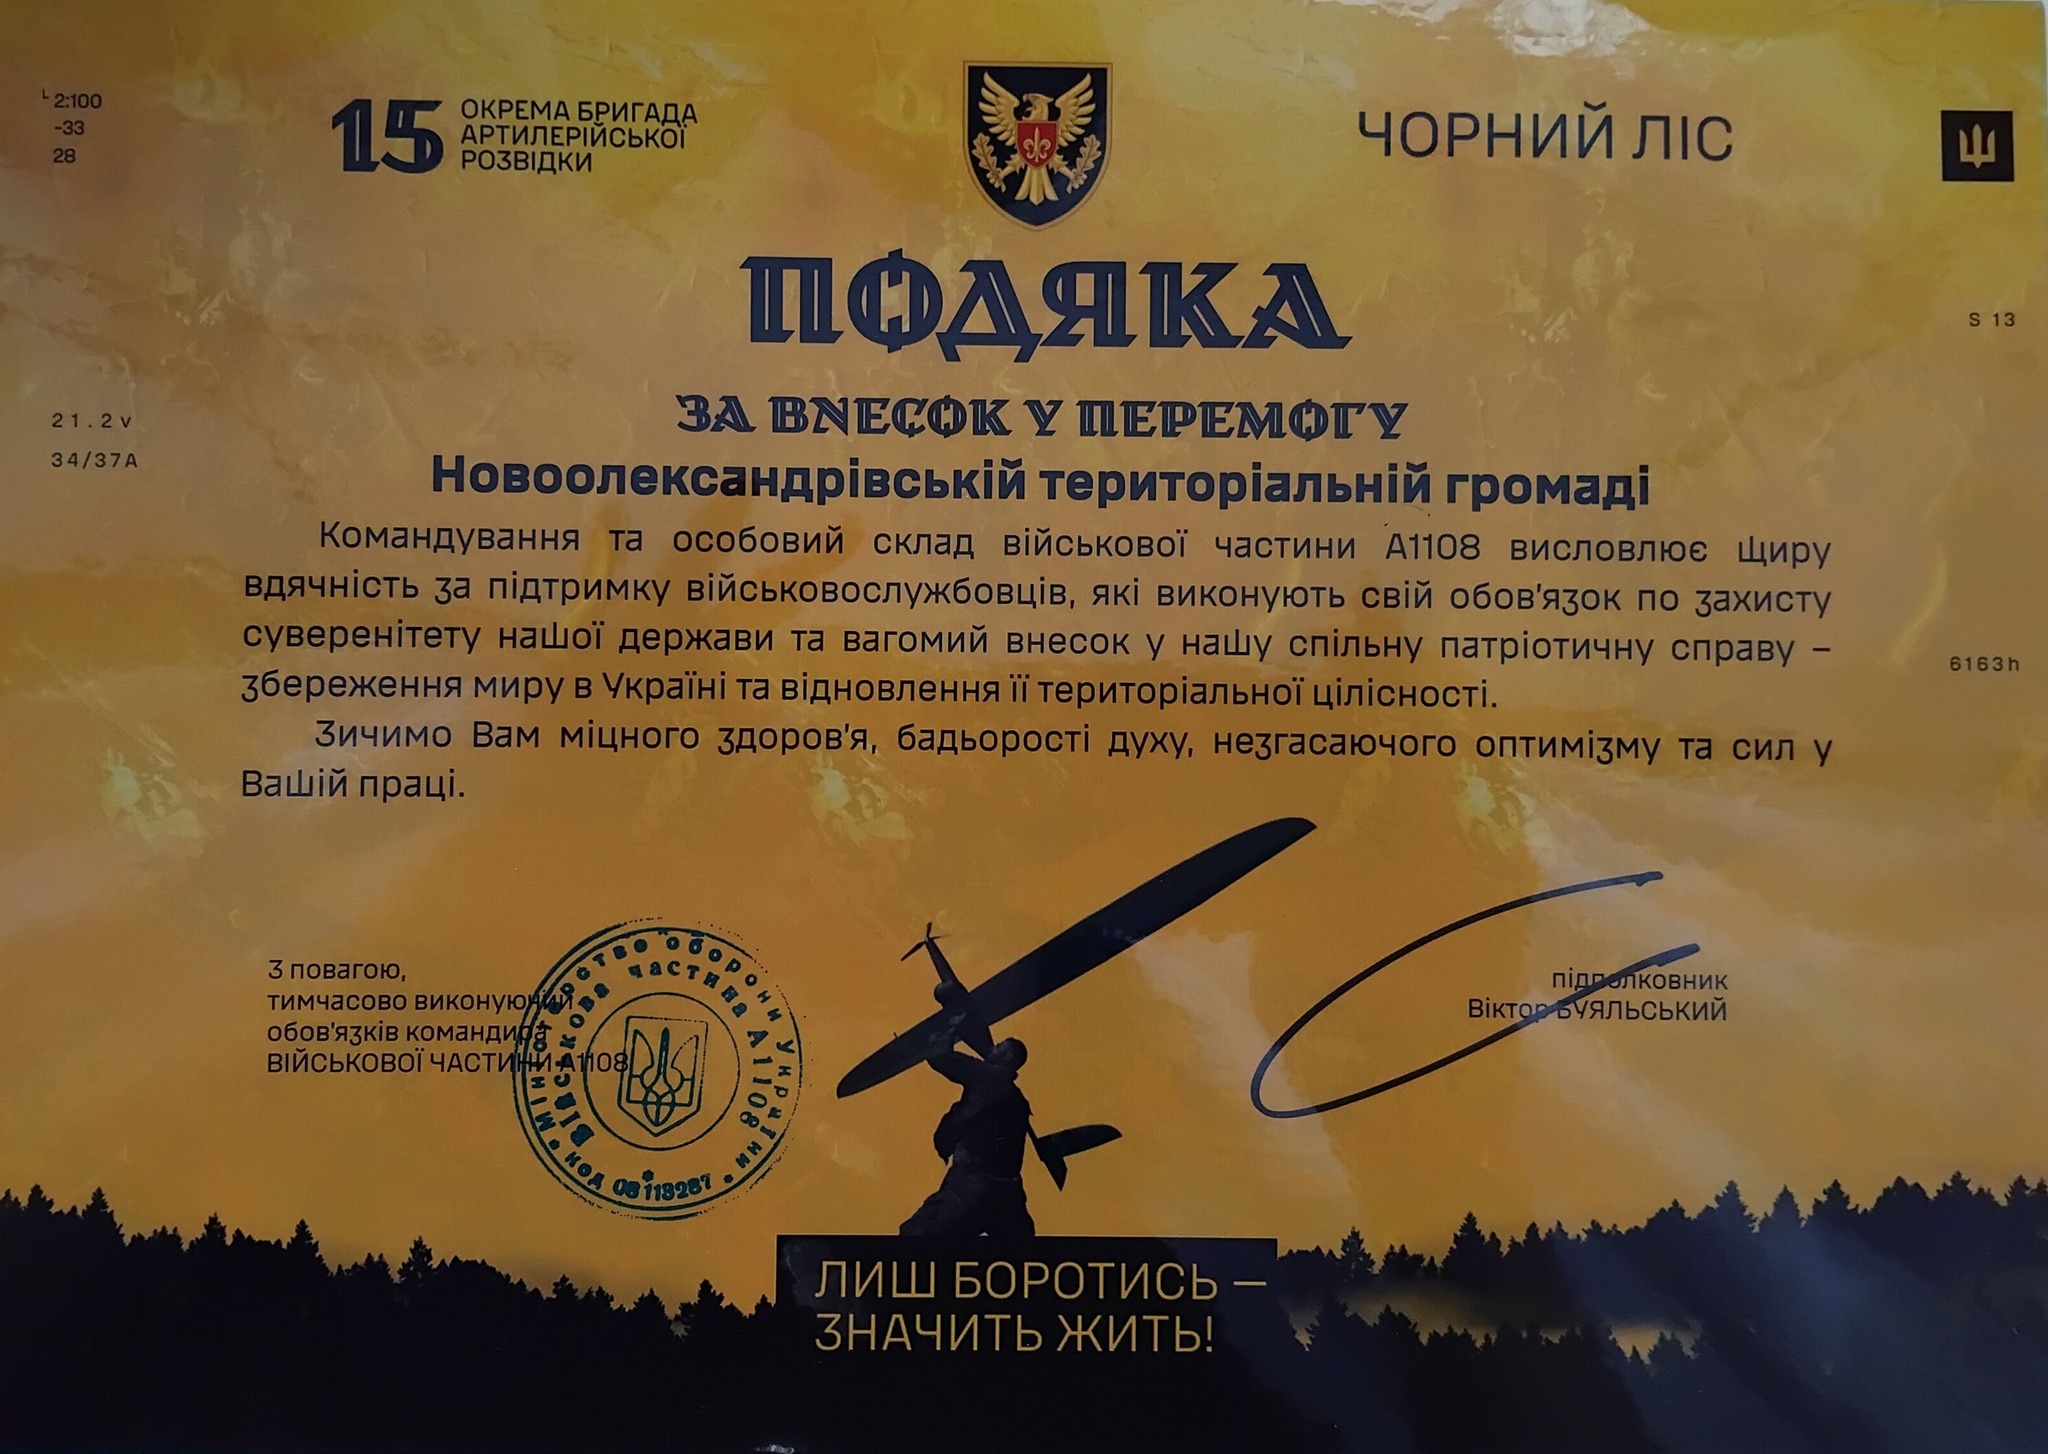 L 2:100
-33
28
15 ОКРЕМА БРИГАДА
АРТИЛЕРІЙСЬКОЇ
РОЗВІДКИ
ЧОРНИЙ ЛІС
ПОДЯКА
ЗА ВНЕСОК У ПЕРЕМОГУ
S 13
21.2v
34/37A
Новоолександрівській територіальній громаді
Командування та особовий склад військової частини А1108 висловлює щиру
вдячність за підтримку військовослужбовців, які виконують свій обов'язок по захисту
суверенітету нашої держави та вагомий внесок у нашу спільну патріотичну справу –
збереження миру в Україні та відновлення її територіальної цілісності.
Зичимо Вам міцного здоров'я, бадьорості духу, незгасаючого оптимізму та сил у
Вашій праці.
6163h
З повагою,
тимчасово виконуючий
обов'язків командира
ВІЙСЬКОВОЇ ЧАСТИНИ А1108
Міністерство оборони України
Військова частина А1108
код 08113287
підполковник
Віктор БУЯЛЬСЬКИЙ
ЛИШ БОРОТИСЬ –
ЗНАЧИТЬ ЖИТЬ!